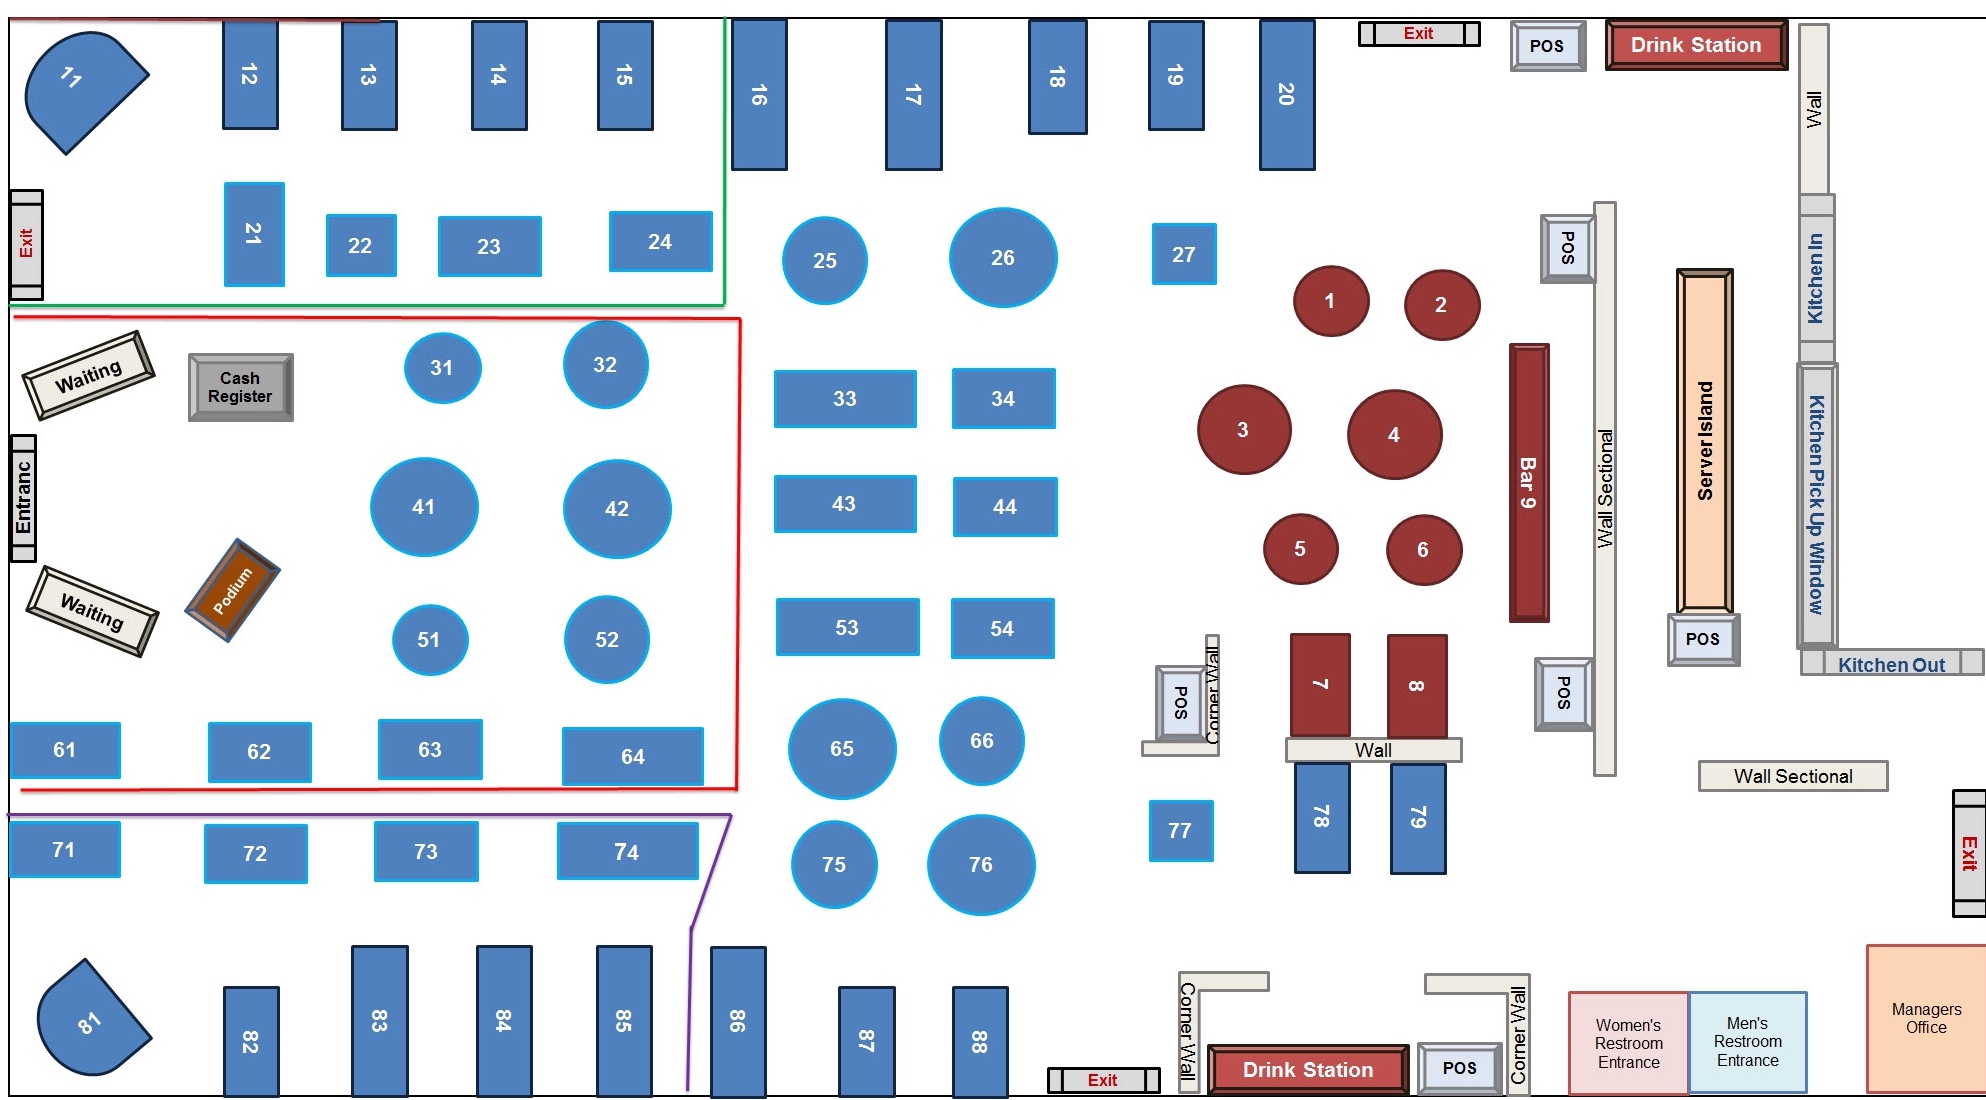 11
12
13
14
15
16
17
18
19
20
Exit
POS
Drink Station
Wall
Exit
21
22
23
24
25
26
27
POS
Kitchen In
1
2
Waiting
Cash
Register
31
32
33
34
3
4
Bar 9
Wall Sectional
Server Island
Kitchen Pick Up Window
Entranc
41
42
43
44
5
6
Waiting
Podium
51
52
53
54
POS
Corner Wall
7
8
POS
POS
Kitchen Out
61
62
63
64
65
66
Wall
Wall Sectional
71
72
73
74
75
76
77
78
79
Exit
81
82
83
84
85
86
87
88
Exit
Corner Wall
Drink Station
POS
Corner Wall
Women's
Restroom
Entrance
Men's
Restroom
Entrance
Managers
Office